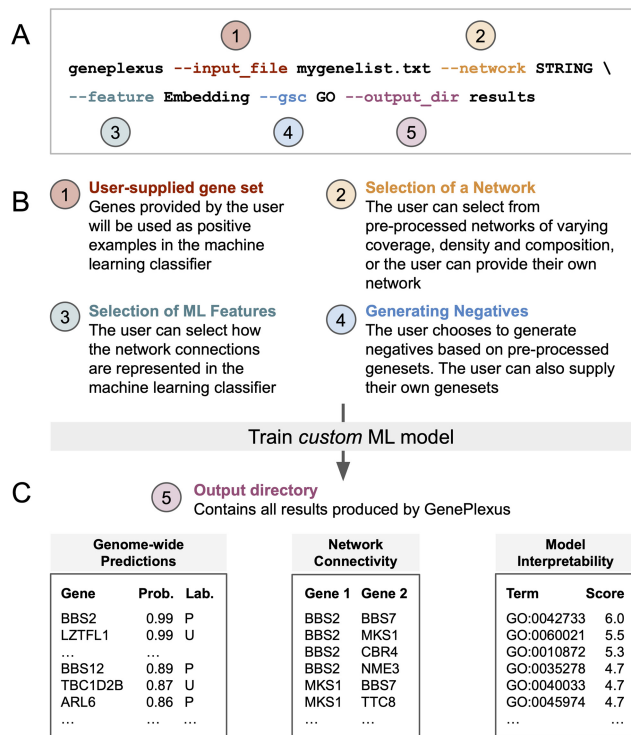 A
1
2
geneplexus --input_file mygenelist.txt --network STRING \
--feature Embedding --gsc GO --output_dir results
3
4
5
B
1
User-supplied gene set
Genes provided by the user
will be used as positive
examples in the machine
learning classifier
2
Selection of a Network
The user can select from
pre-processed networks of varying
coverage, density and composition,
or the user can provide their own
network
3
Selection of ML Features
The user can select how
the network connections
are represented in the
machine learning classifier
4
Generating Negatives
The user chooses to generate
negatives based on pre-processed
genesets. The user can also supply
their own genesets
Train custom ML model
C
5
Output directory
Contains all results produced by GenePlexus
Genome-wide
Predictions
Gene Prob. Lab.
BBS2 0.99 P
LZTFL1 0.99 U
... ...
BBS12 0.89 P
TBC1D2B 0.87 U
ARL6 0.86 P
... ... ...
Network
Connectivity
Gene 1 Gene 2
BBS2 BBS7
BBS2 MKS1
BBS2 CBR4
BBS2 NME3
MKS1 BBS7
MKS1 TTC8
... ...
Model
Interpretability
Term Score
GO:0042733 6.0
GO:0060021 5.5
GO:0010872 5.3
GO:0035278 4.7
GO:0040033 4.7
GO:0045974 4.7
... ...